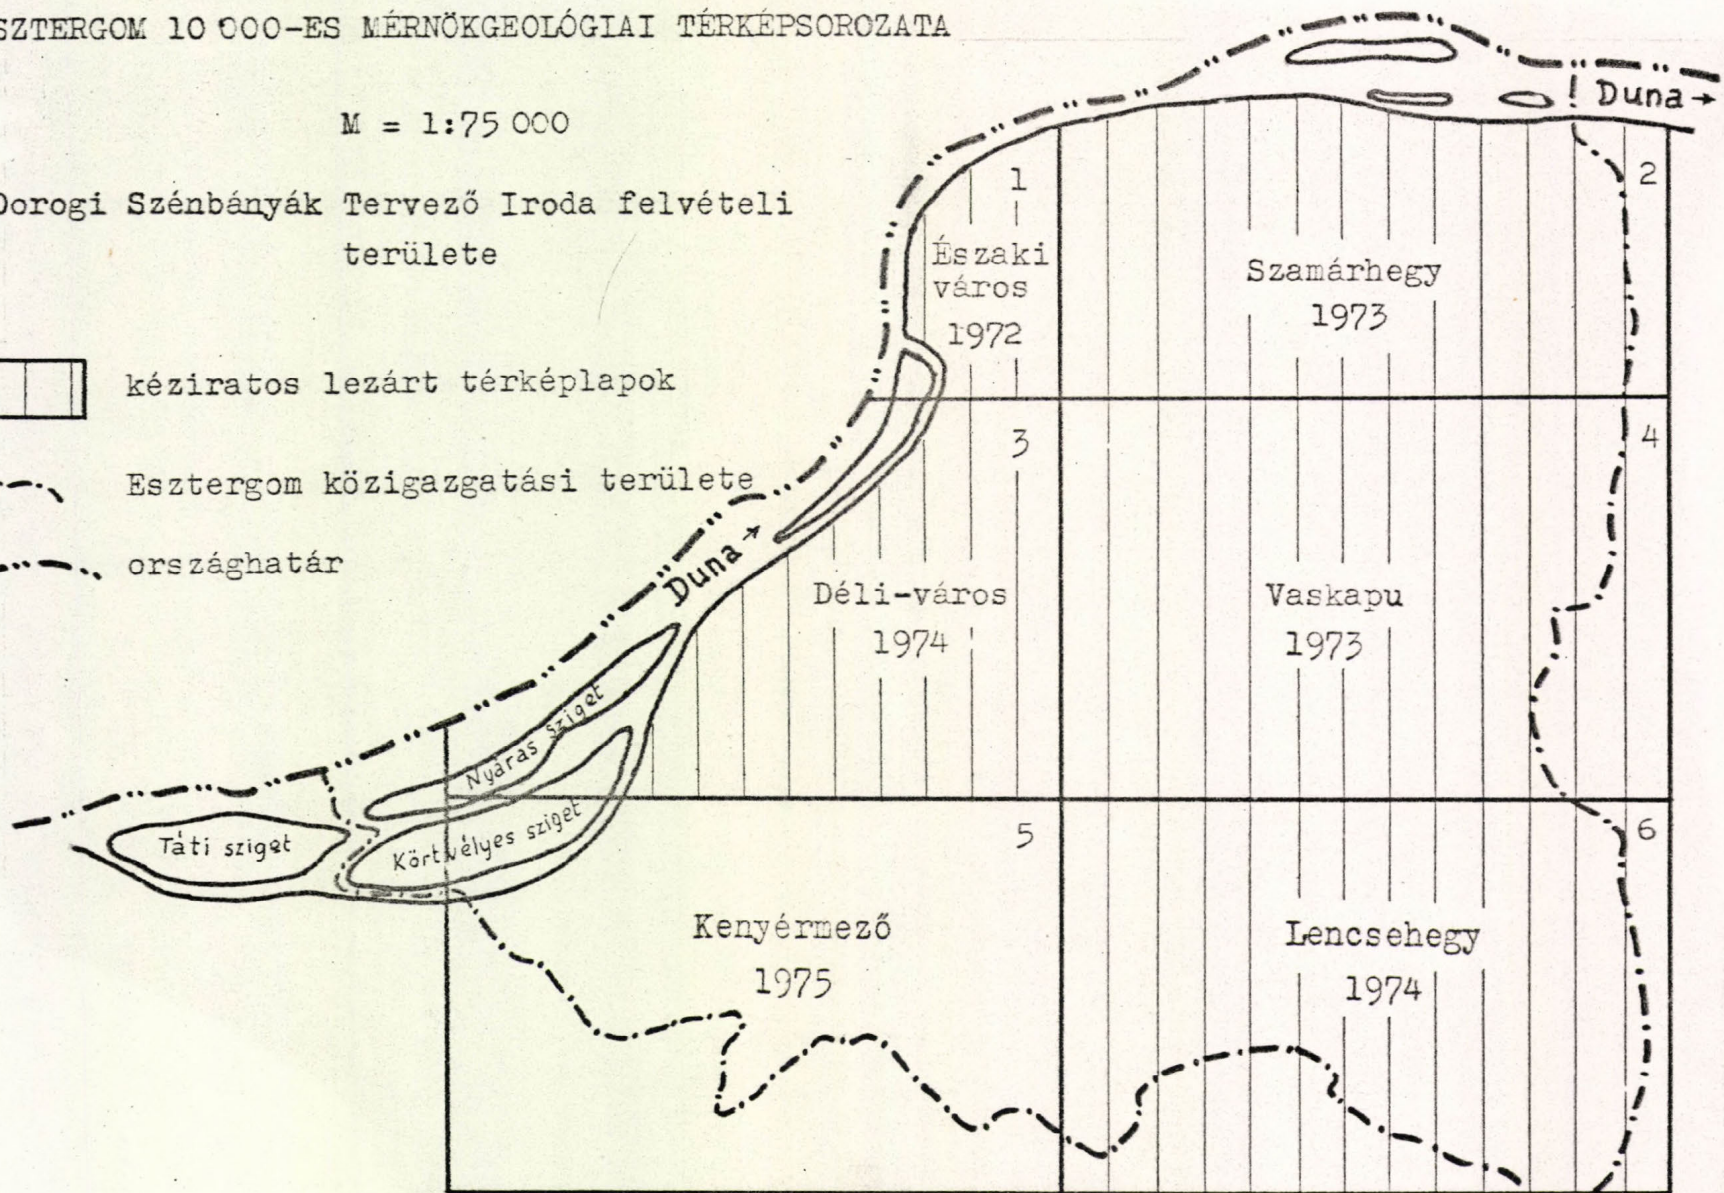 SZTERGOM 10 000-ES MÉRNÖKGEOLÓGIAI TÉRKÉPSOROZATA
M = 1:75 000
Dorogi Szénbányák Tervező Iroda felvételi
területe
kéziratos lezárt térképlapok
Esztergom közigazgatási területe
országhatár
Duna
1
2
Északi
város
1972
Szamárhegy
1973
3
4
Duna
Déli-város
1974
Vaskapu
1973
Nyáras sziget
Táti sziget
Körtvélyes sziget
5
6
Kenyérmező
1975
Lencsehegy
1974